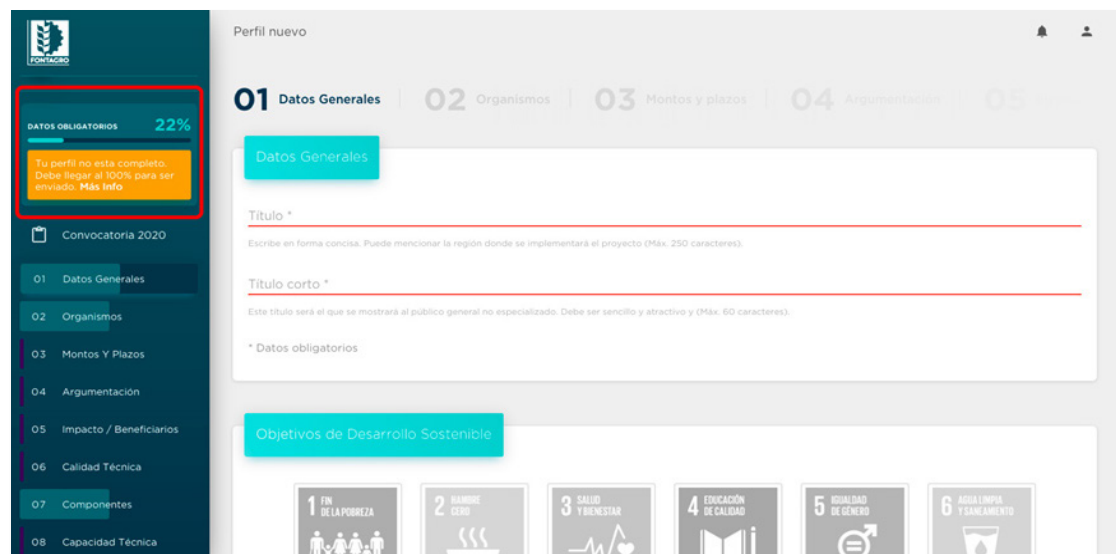 FONTAGRO
DATOS OBLIGATORIOS 22%
Tu perfil no esta completo.
Debe llegar al 100% para ser
enviado. Más Info
Convocatoria 2020
01 Datos Generales
02 Organismos
03 Montos Y Plazos
04 Argumentación
05 Impacto / Beneficiarios
06 Calidad Técnica
07 Componentes
08 Capacidad Técnica
Perfil nuevo
01 Datos Generales 02 Organismos 03 Montos y plazos 04 Argumentación 05
Datos Generales
Título *
Escribe en forma concisa. Puede mencionar la región donde se implementará el proyecto (Máx. 250 caracteres).
Título corto *
Este título será el que se mostrará al público general no especializado. Debe ser sencillo y atractivo y (Máx. 60 caracteres).
* Datos obligatorios
Objetivos de Desarrollo Sostenible
1 FIN
DE LA POBREZA
2 HAMBRE
CERO
3 SALUD
Y BIENESTAR
4 EDUCACIÓN
DE CALIDAD
5 IGUALDAD
DE GÉNERO
6 AGUA LIMPIA
Y SANEAMIENTO